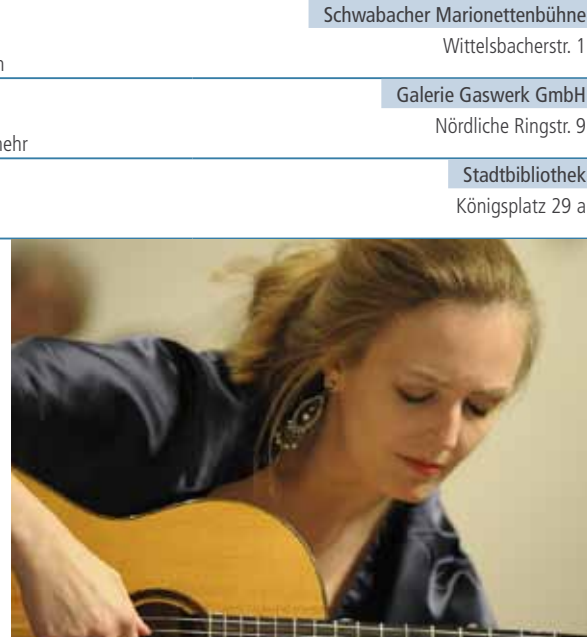 Schwabacher Marionettenbühne
Wittelsbacherstr. 1
Galerie Gaswerk GmbH
Nördliche Ringstr. 9
Stadtbibliothek
Königsplatz 29 a